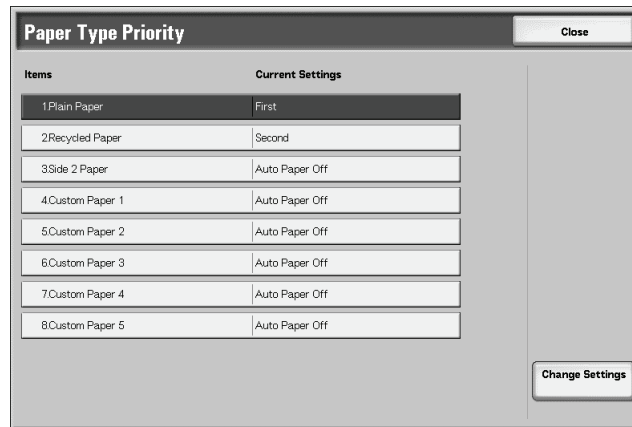 Paper Type Priority
Close
Items Current Settings
1.Plain Paper First
2.Recycled Paper Second
3.Side 2 Paper Auto Paper Off
4.Custom Paper 1 Auto Paper Off
5.Custom Paper 2 Auto Paper Off
6.Custom Paper 3 Auto Paper Off
7.Custom Paper 4 Auto Paper Off
8.Custom Paper 5 Auto Paper Off
Change Settings